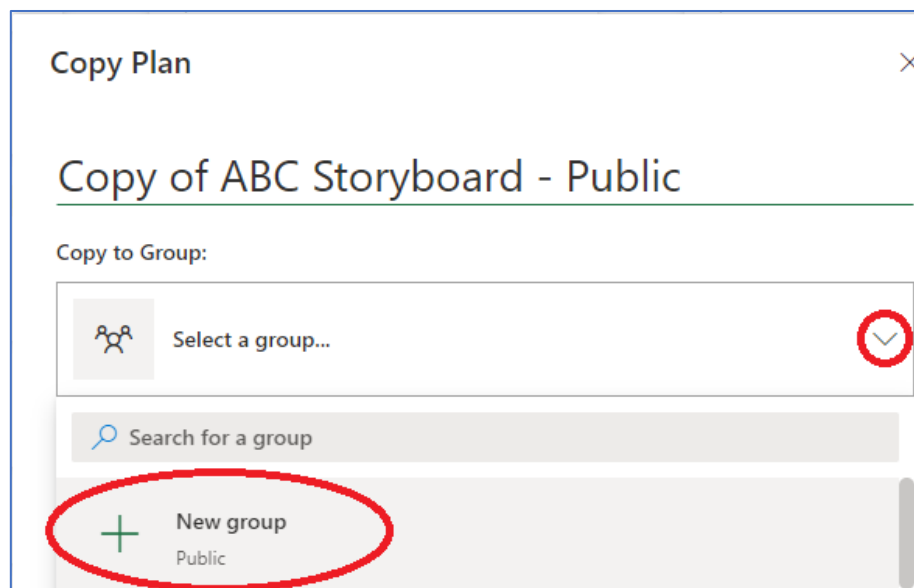 Copy Plan
Copy of ABC Storyboard - Public
Copy to Group:
Select a group...
Search for a group
New group
Public